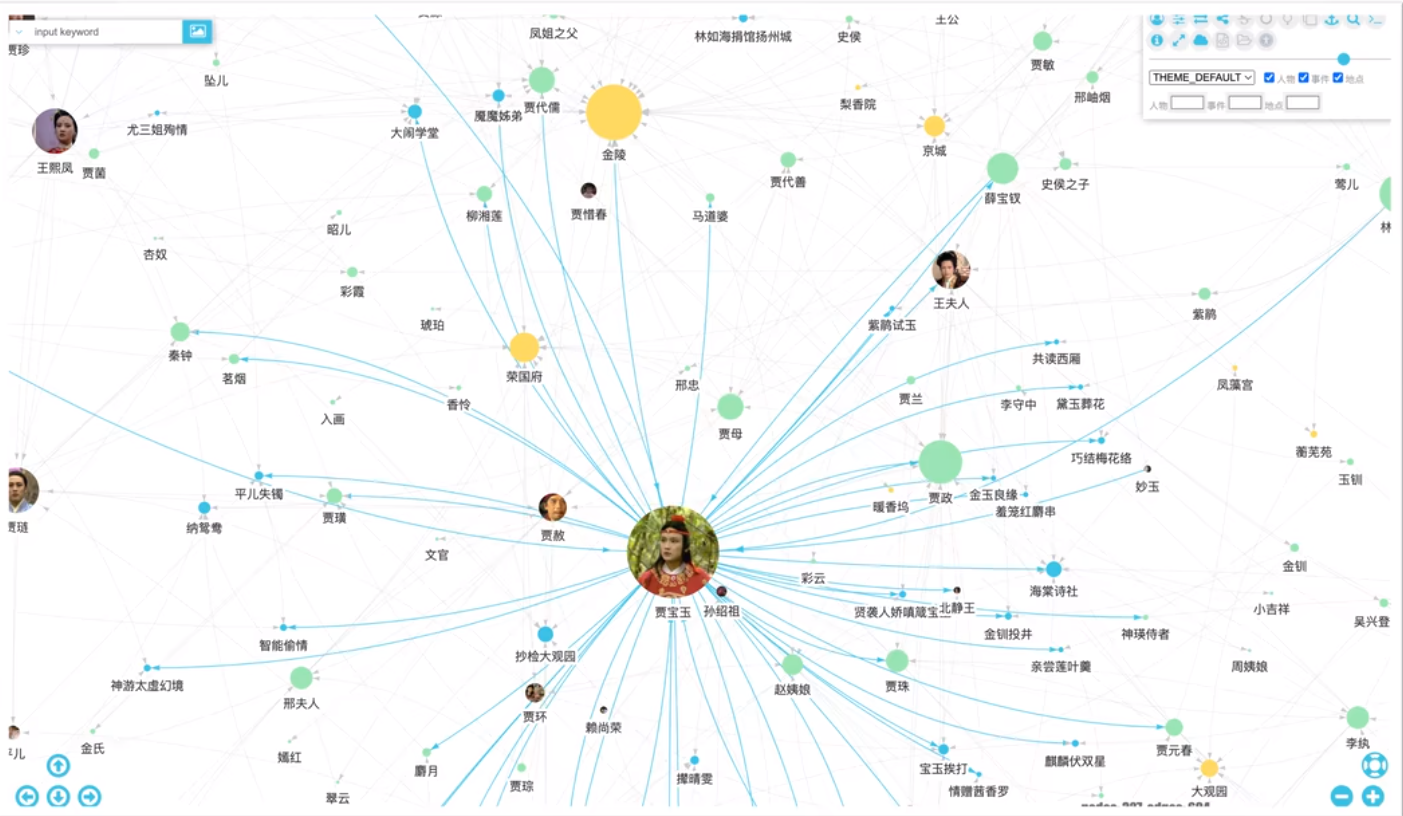 input keyword
贾珍
凤姐之父
林如海捐馆扬州城
史侯
王公
贾敏
THEME_DEFAULT
人物
事件
地点
人物
事件
地点
坠儿
尤三姐殉情
王熙凤
贾菌
大闹学堂
魇魔姊弟
贾代儒
金陵
梨香院
京城
邢岫烟
贾代善
薛宝钗
史侯之子
莺儿
柳湘莲
贾惜春
马道婆
昭儿
杏奴
彩霞
琥珀
王夫人
紫鹃试玉
紫鹃
林
秦钟
茗烟
荣国府
香怜
邢忠
共读西厢
贾兰
李守中
黛玉葬花
凤藻宫
入画
贾母
巧结梅花络
蘅芜苑
玉钏
妙玉
平儿失镯
贾璜
贾琏
纳鸳鸯
贾赦
贾政
金玉良缘
暖香坞
羞笼红麝串
文官
金钏
彩云
海棠诗社
贾宝玉
孙绍祖
北静王
小吉祥
吴兴登
金钏投井
神瑛侍者
智能偷情
抄检大观园
亲尝莲叶羹
周姨娘
神游太虚幻境
邢夫人
赵姨娘
贾珠
贾环
赖尚荣
金氏
嫣红
麝月
贾琮
翠云
撵晴雯
宝玉挨打
情赠茜香罗
麒麟伏双星
贾元春
大观园
李纨